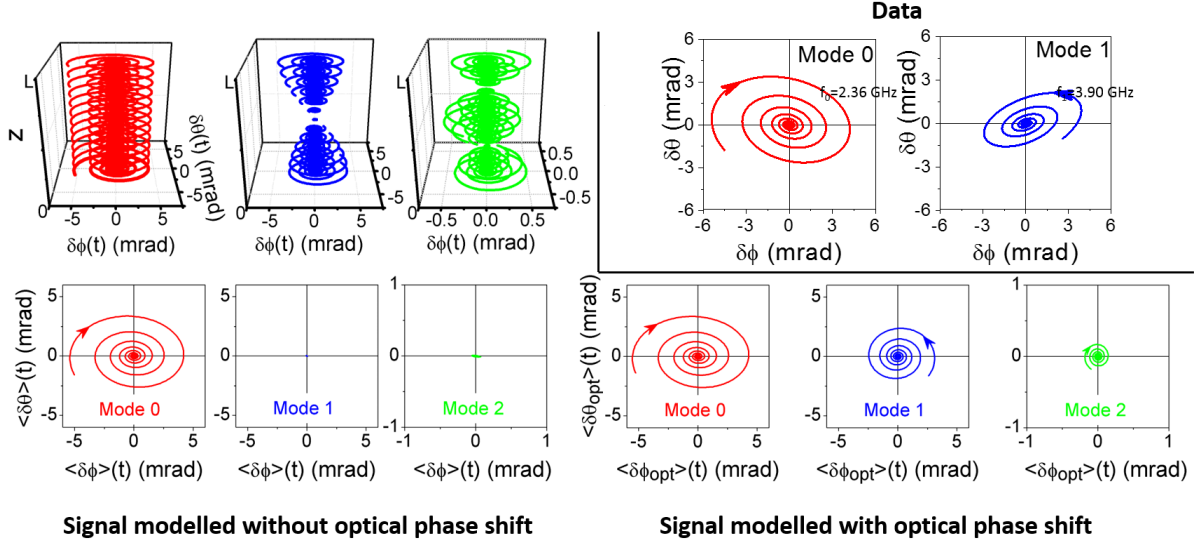 Data
L
Z
0
-5
0
5
5
0
-5
δθ(t) (mrad)
δϕ(t) (mrad)
L
0
-5
0
5
5
0
-5
δϕ(t) (mrad)
L
0
-0.5
0.0
0.5
0.5
0.0
-0.5
δϕ(t) (mrad)
6
3
0
-3
-6
δθ (mrad)
Mode 0
f₀=2.36 GHz
-6 -3 0 3 6
δϕ (mrad)
6
3
0
-3
-6
δθ (mrad)
Mode 1
=3.90 GHz
-6 -3 0 3 6
δϕ (mrad)
5
0
-5
<δθ>(t) (mrad)
Mode 0
-5 0 5
<δϕ>(t) (mrad)
5
0
-5
Mode 1
-5 0 5
<δϕ>(t) (mrad)
1
0
-1
Mode 2
-1 0 1
<δϕ>(t) (mrad)
5
0
-5
<δθopt>(t) (mrad)
Mode 0
-5 0 5
<δϕopt>(t) (mrad)
5
0
-5
Mode 1
-5 0 5
<δϕopt>(t) (mrad)
1
0
-1
Mode 2
-1 0 1
<δϕopt>(t) (mrad)
Signal modelled without optical phase shift
Signal modelled with optical phase shift